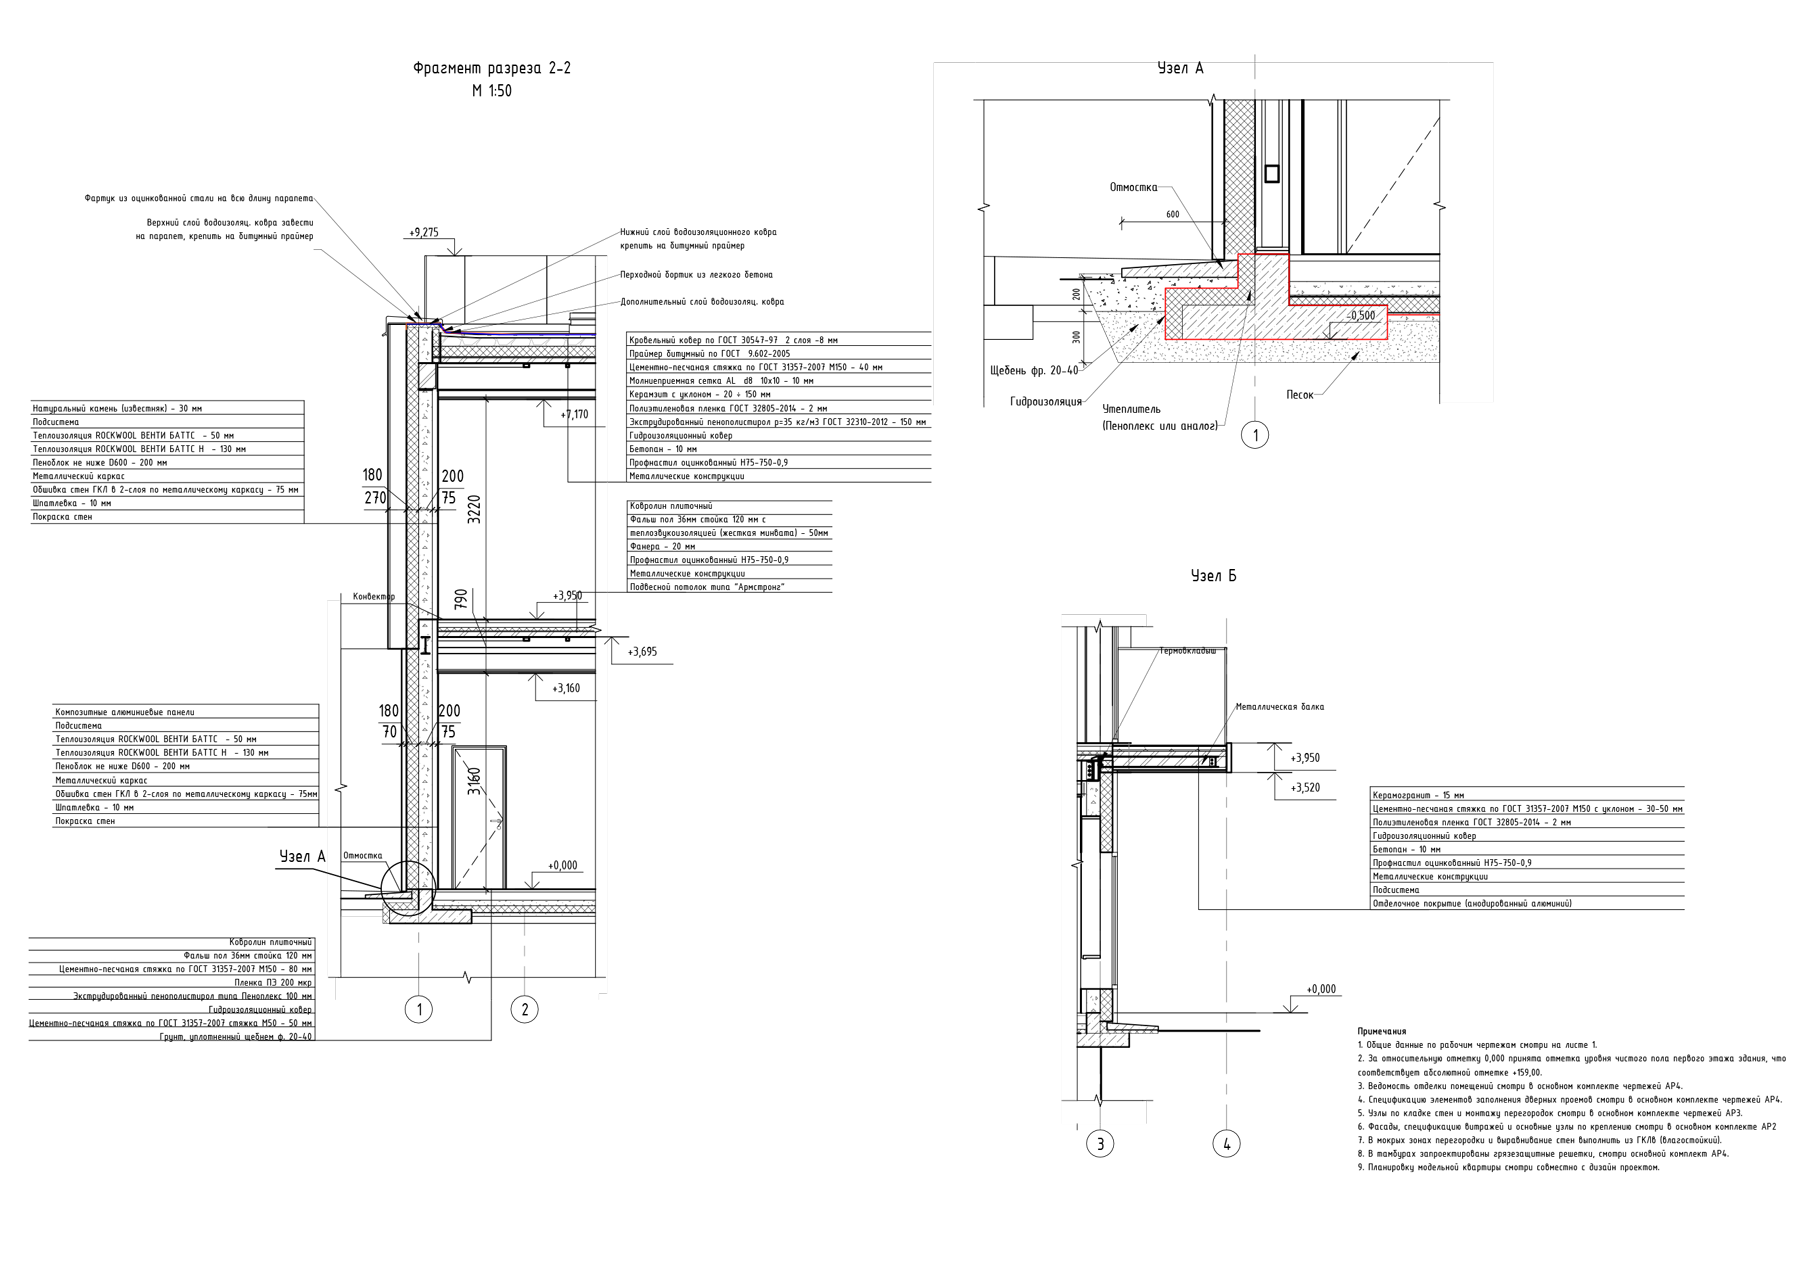 Фрагмент разреза 2-2
М 1:50
Фартук из оцинкованной стали на всю длину парапета
Верхний слой водоизоляц. ковра завести
на парапет, крепить на битумный праймер
+9,275
Нижний слой водоизоляционного ковра
крепить на битумный праймер
Перходной бортик из легкого бетона
Дополнительный слой водоизоляц. ковра
Кровельный ковер по ГОСТ 30547-97 2 слоя -8 мм
Праймер битумный по ГОСТ 9.602-2005
Цементно-песчаная стяжка по ГОСТ 31357-2007 М150 - 40 мм
Молниеприемная сетка AL d8 10х10 - 10 мм
Керамзит с уклоном - 20 ÷ 150 мм
Полиэтиленовая пленка ГОСТ 32805-2014 - 2 мм
Экструдированный пенополистирол р=35 кг/м3 ГОСТ 32310-2012 - 150 мм
Гидроизоляционный ковер
Бетопан - 10 мм
Профнастил оцинкованный Н75-750-0,9
Металлические конструкции
+7,170
Натуральный камень (известняк) - 30 мм
Подсистема
Теплоизоляция ROCKWOOL ВЕНТИ БАТТС - 50 мм
Теплоизоляция ROCKWOOL ВЕНТИ БАТТС Н - 130 мм
Пеноблок не ниже D600 - 200 мм
Металлический каркас
Обшивка стен ГКЛ в 2-слоя по металлическому каркасу - 75 мм
Шпатлевка - 10 мм
Покраска стен
180
270
200
75
3220
Ковролин плиточный
Фальш пол 36мм стойка 120 мм с
теплозвукоизоляцией (жесткая минвата) - 50мм
Фанера - 20 мм
Профнастил оцинкованный Н75-750-0,9
Металлические конструкции
Подвесной потолок типа "Армстронг"
Конвектор
790
+3,950
+3,695
+3,160
Композитные алюминиевые панели
Подсистема
Теплоизоляция ROCKWOOL ВЕНТИ БАТТС - 50 мм
Теплоизоляция ROCKWOOL ВЕНТИ БАТТС Н - 130 мм
Пеноблок не ниже D600 - 200 мм
Металлический каркас
Обшивка стен ГКЛ в 2-слоя по металлическому каркасу - 75мм
Шпатлевка - 10 мм
Покраска стен
180
70
200
75
3160
Узел А
Отмостка
+0,000
Ковролин плиточный
Фальш пол 36мм стойка 120 мм
Цементно-песчаная стяжка по ГОСТ 31357-2007 М150 - 80 мм
Пленка ПЭ 200 мкр
Экструдированный пенополистирол типа Пеноплекс 100 мм
Гидроизоляционный ковер
Цементно-песчаная стяжка по ГОСТ 31357-2007 стяжка М50 - 50 мм
Грунт, уплотненный щебнем ф. 20-40
1
2
Узел А
Отмостка
600
200
300
-0,500
Щебень фр. 20-40
Гидроизоляция
Утеплитель
(Пеноплекс или аналог)
Песок
1
Узел Б
Термовкладыш
Металлическая балка
+3,950
+3,520
Керамогранит - 15 мм
Цементно-песчаная стяжка по ГОСТ 31357-2007 М150 с уклоном - 30-50 мм
Полиэтиленовая пленка ГОСТ 32805-2014 - 2 мм
Гидроизоляционный ковер
Бетопан - 10 мм
Профнастил оцинкованный Н75-750-0,9
Металлические конструкции
Подсистема
Отделочное покрытие (анодированный алюминий)
+0,000
3
4
Примечания
1. Общие данные по рабочим чертежам смотри на листе 1.
2. За относительную отметку 0,000 принята отметка уровня чистого пола первого этажа здания, что
соответствует абсолютной отметке +159,00.
3. Ведомость отделки помещений смотри в основном комплекте чертежей АР4.
4. Спецификацию элементов заполнения дверных проемов смотри в основном комплекте чертежей АР4.
5. Узлы по кладке стен и монтажу перегородок смотри в основном комплекте чертежей АР3.
6. Фасады, спецификацию витражей и основные узлы по креплению смотри в основном комплекте АР2
7. В мокрых зонах перегородки и выравнивание стен выполнить из ГКЛв (влагостойкий).
8. В тамбурах запроектированы грязезащитные решетки, смотри основной комплект АР4.
9. Планировку модельной квартиры смотри совместно с дизайн проектом.